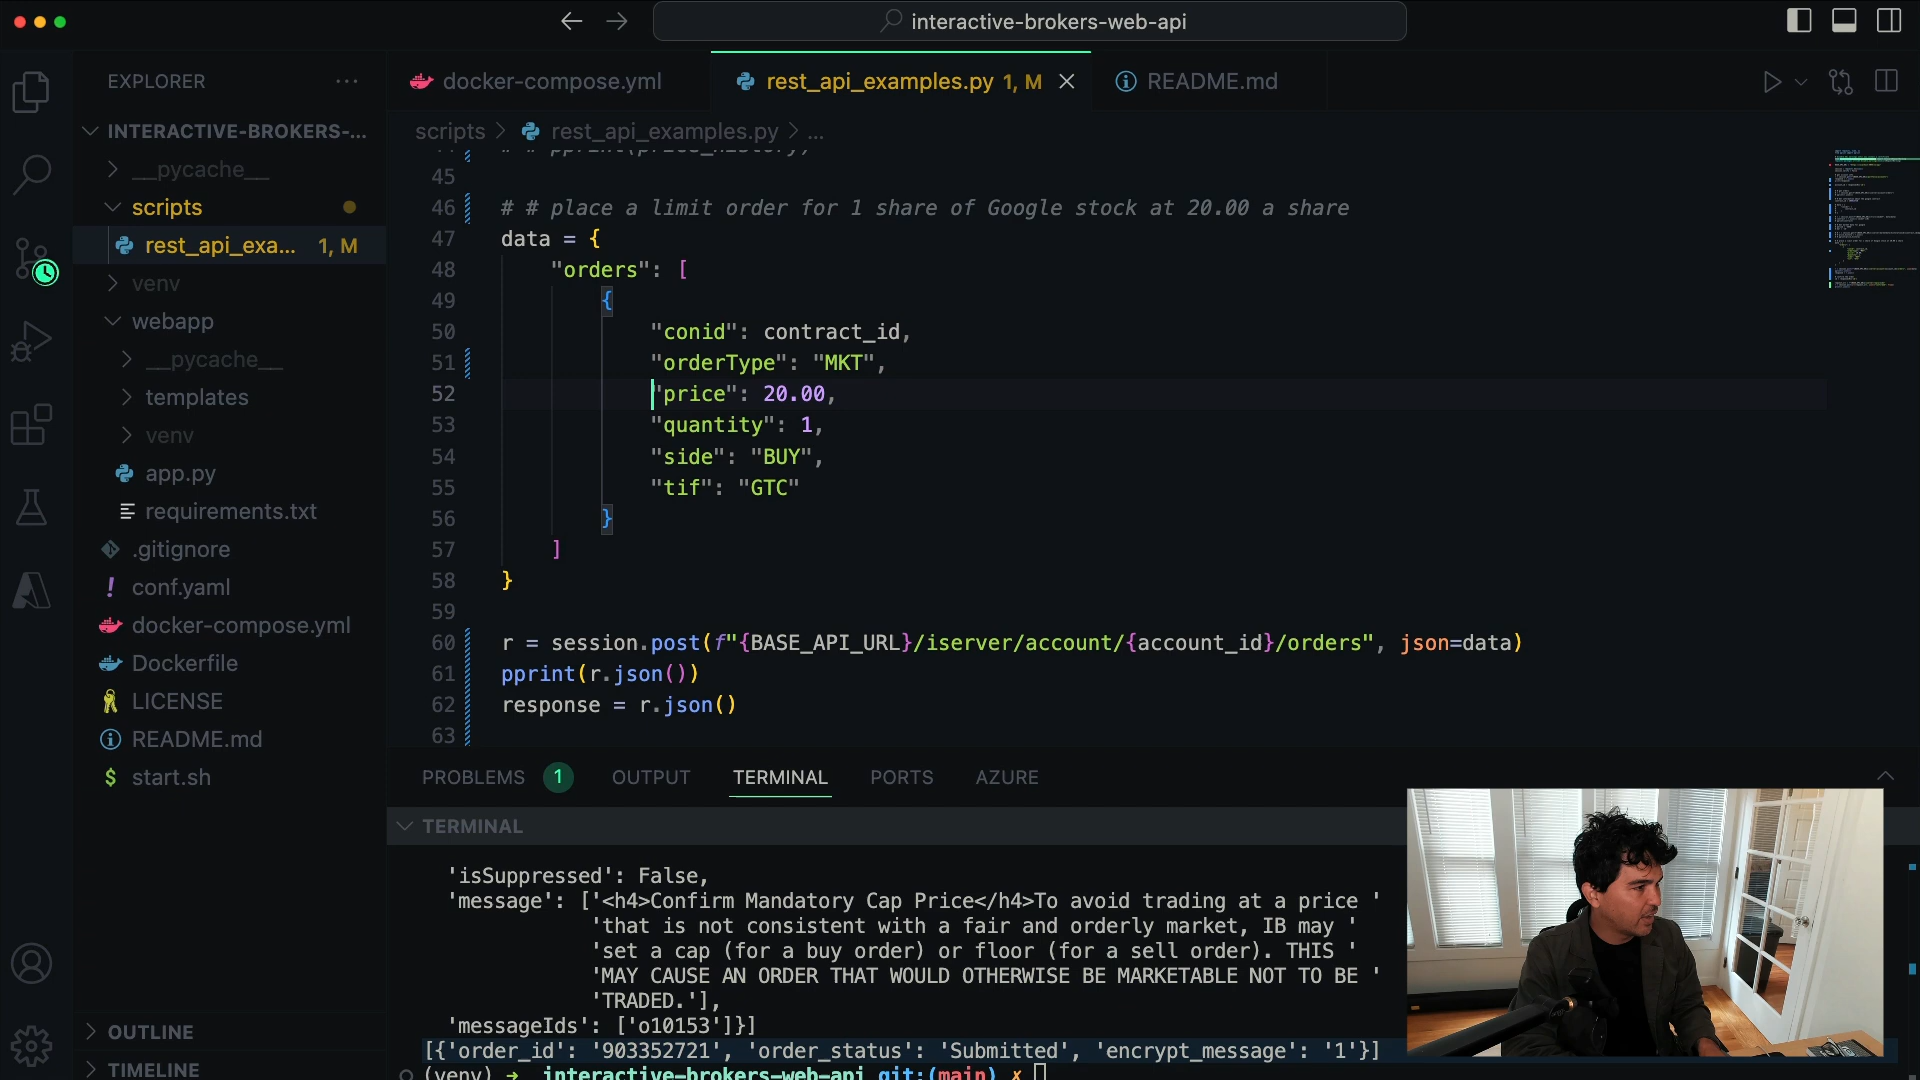 interactive-brokers-web-api
EXPLORER
INTERACTIVE-BROKERS-...
__pycache__
scripts
rest_api_exa... 1, M
venv
webapp
__pycache__
templates
venv
app.py
requirements.txt
.gitignore
conf.yaml
docker-compose.yml
Dockerfile
LICENSE
README.md
start.sh
OUTLINE
TIMELINE
docker-compose.yml
rest_api_examples.py 1, M
README.md
scripts > rest_api_examples.py > ...
# # pprint(price_history)
45
46 # # place a limit order for 1 share of Google stock at 20.00 a share
47 data = {
48 "orders": [
49 {
50 "conid": contract_id,
51 "orderType": "MKT",
52 "price": 20.00,
53 "quantity": 1,
54 "side": "BUY",
55 "tif": "GTC"
56 }
57 ]
58 }
59
60 r = session.post(f"{BASE_API_URL}/iserver/account/{account_id}/orders", json=data)
61 pprint(r.json())
62 response = r.json()
63
PROBLEMS 1 OUTPUT TERMINAL PORTS AZURE
TERMINAL
'isSuppressed': False,
'message': ['<h4>Confirm Mandatory Cap Price</h4>To avoid trading at a price '
'that is not consistent with a fair and orderly market, IB may '
'set a cap (for a buy order) or floor (for a sell order). THIS '
'MAY CAUSE AN ORDER THAT WOULD OTHERWISE BE MARKETABLE NOT TO BE '
'TRADED.'],
'messageIds': ['o10153']}]
[{'order_id': '903352721', 'order_status': 'Submitted', 'encrypt_message': '1'}]
(venv) → interactive-brokers-web-api git:(main) ✗